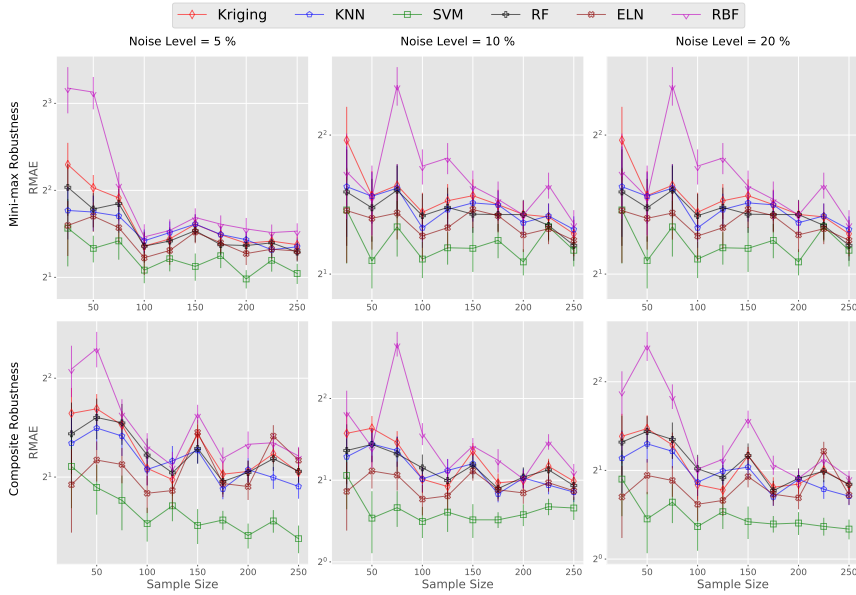 Kriging KNN SVM RF ELN RBF
Noise Level = 5 % Noise Level = 10 % Noise Level = 20 %
Mini-max Robustness
RMAE
2³
2²
2¹
50 100 150 200 250
2²
2¹
50 100 150 200 250
2²
2¹
50 100 150 200 250
Composite Robustness
RMAE
2²
2¹
50 100 150 200 250
Sample Size
2²
2¹
2⁰
50 100 150 200 250
Sample Size
2²
2¹
2⁰
50 100 150 200 250
Sample Size